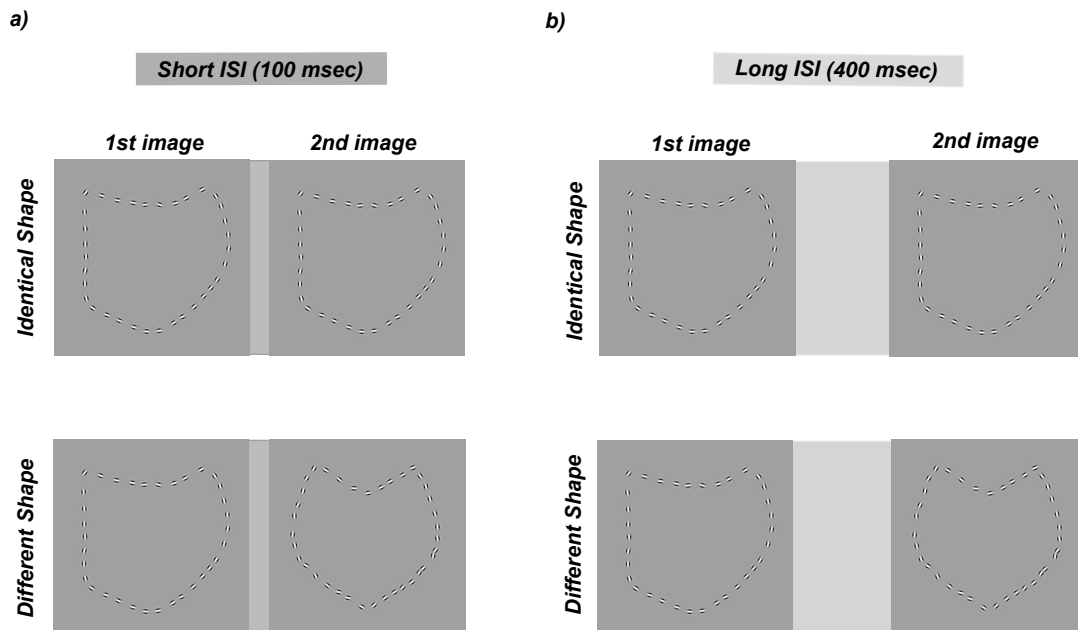 a)
Short ISI (100 msec)
1st image
2nd image
Identical Shape
Different Shape
b)
Long ISI (400 msec)
1st image
2nd image
Identical Shape
Different Shape